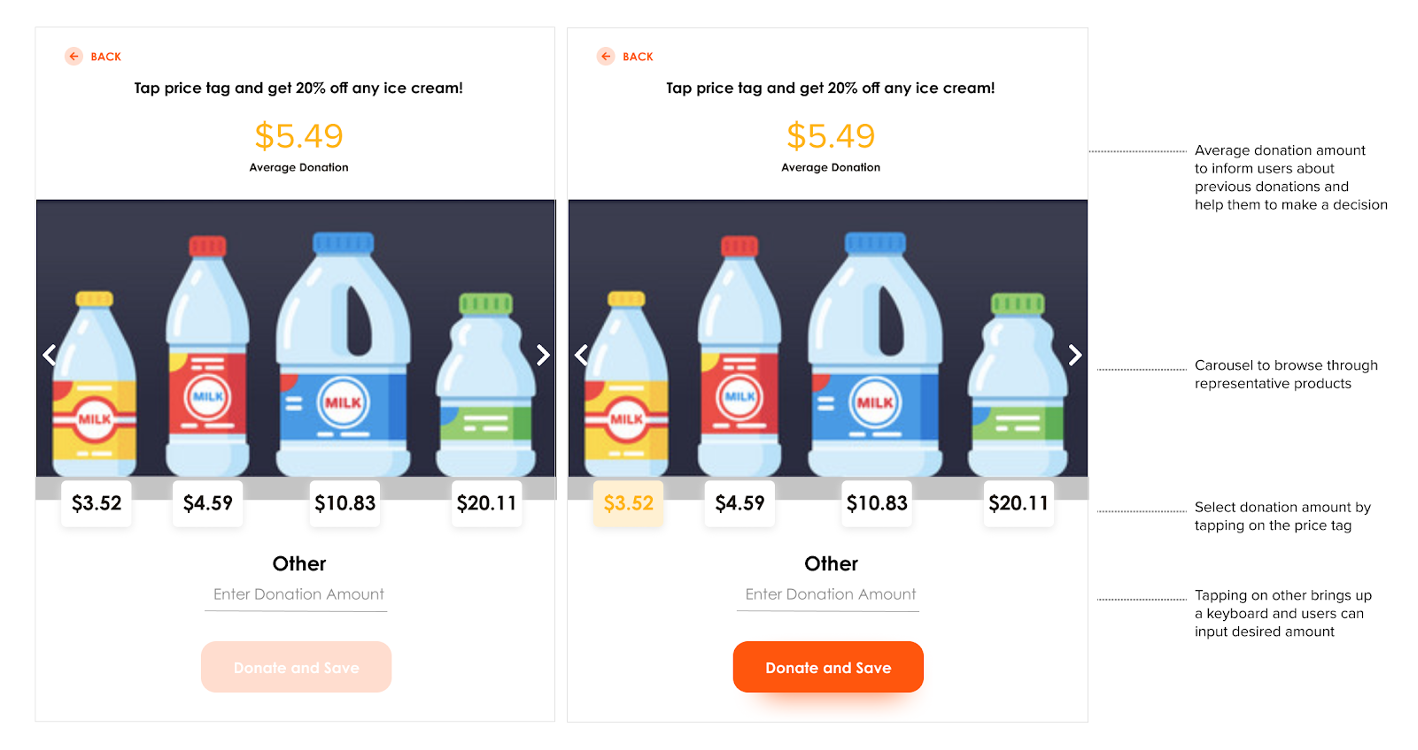 BACK
Tap price tag and get 20% off any ice cream!
$5.49
Average Donation
MILK
MILK
MILK
$3.52
$4.59
$10.83
$20.11
Other
Enter Donation Amount
Donate and Save
BACK
Tap price tag and get 20% off any ice cream!
$5.49
Average Donation
MILK
MILK
MILK
$3.52
$4.59
$10.83
$20.11
Other
Enter Donation Amount
Donate and Save
Average donation amount
to inform users about
previous donations and
help them to make a decision
Carousel to browse through
representative products
Select donation amount by
tapping on the price tag
Tapping on other brings up
a keyboard and users can
input desired amount